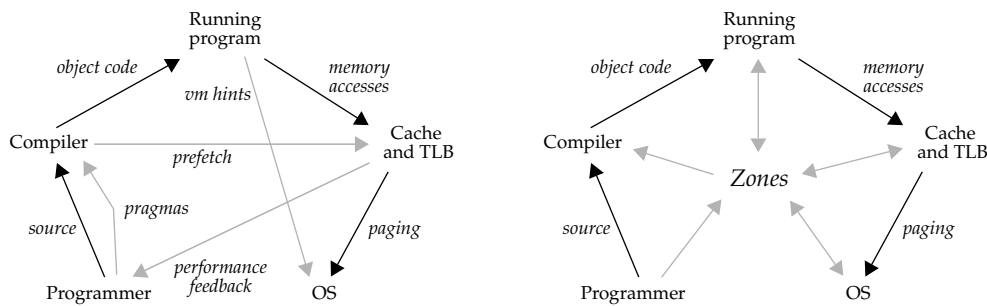 Running
program
object code
vm hints
memory
accesses
Compiler
prefetch
Cache
and TLB
pragmas
source
paging
performance
feedback
Programmer
OS
Running
program
object code
memory
accesses
Compiler
Cache
and TLB
Zones
source
paging
Programmer
OS